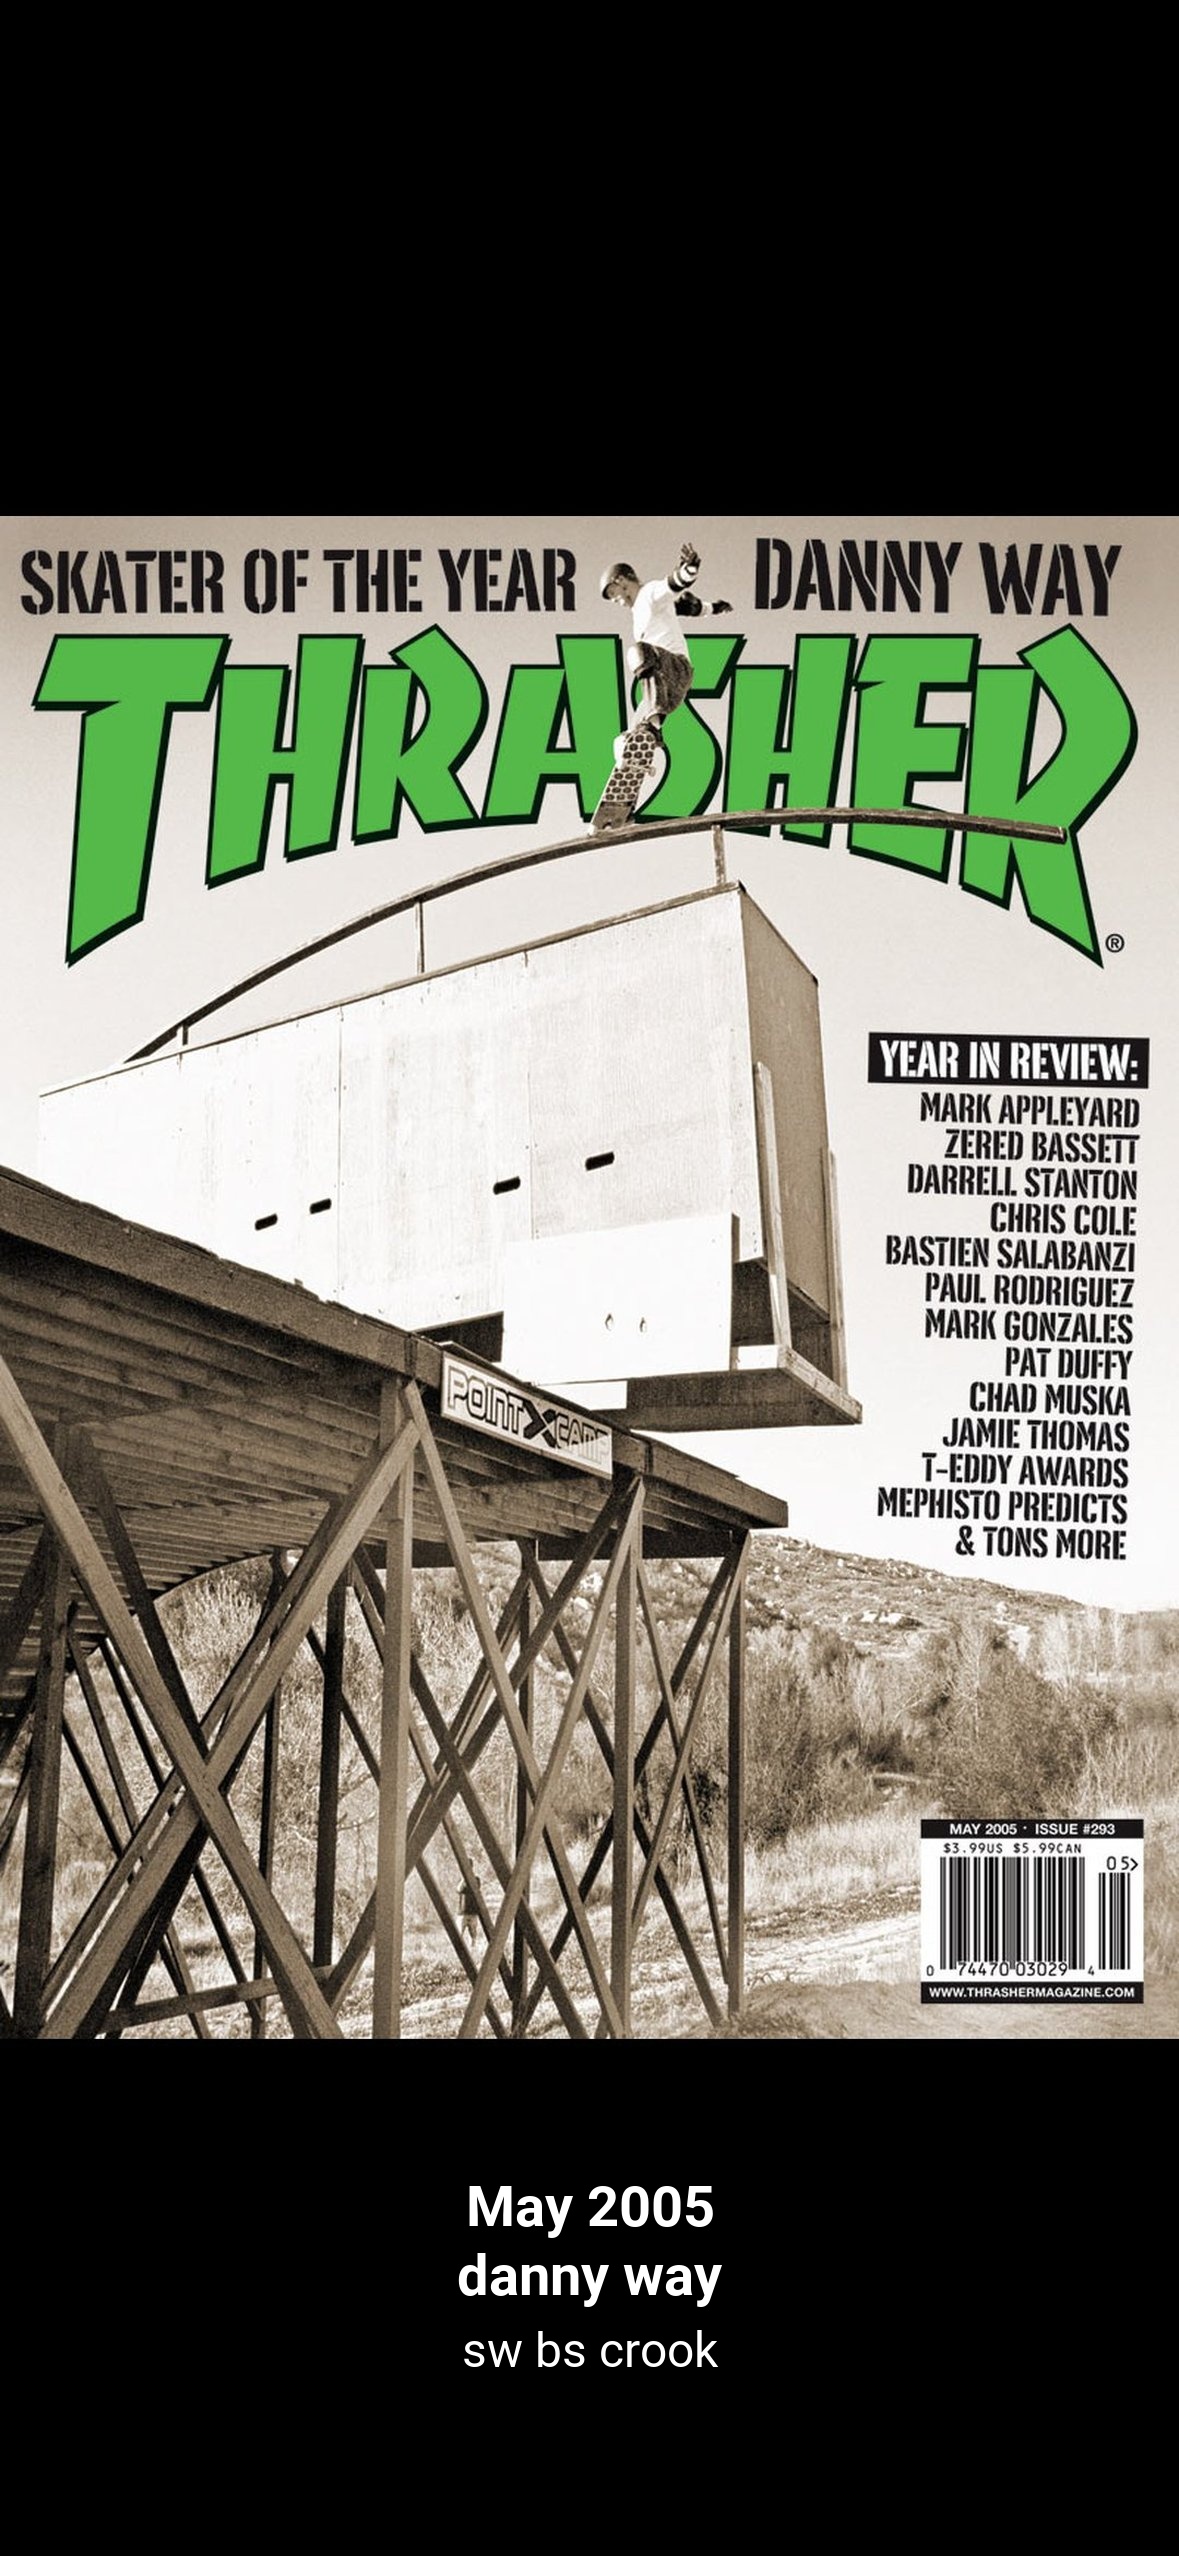 SKATER OF THE YEAR DANNY WAY
THRASHER
®
YEAR IN REVIEW:
MARK APPLEYARD
ZERED BASSETT
DARRELL STANTON
CHRIS COLE
BASTIEN SALABANZI
PAUL RODRIGUEZ
MARK GONZALES
PAT DUFFY
CHAD MUSKA
JAMIE THOMAS
T-EDDY AWARDS
MEPHISTO PREDICTS
& TONS MORE
POINT X CAMP
MAY 2005 · ISSUE #293
$3.99US $5.99CAN
05>
0 74470 03029 4
WWW.THRASHERMAGAZINE.COM
May 2005
danny way
sw bs crook